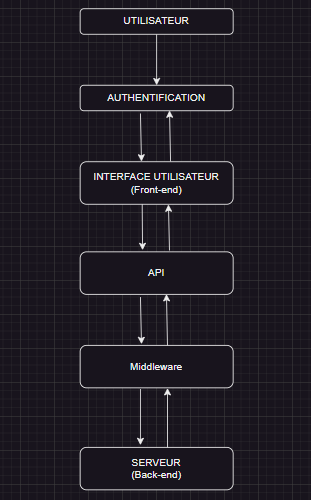 UTILISATEUR
AUTHENTIFICATION
INTERFACE UTILISATEUR
(Front-end)
API
Middleware
SERVEUR
(Back-end)